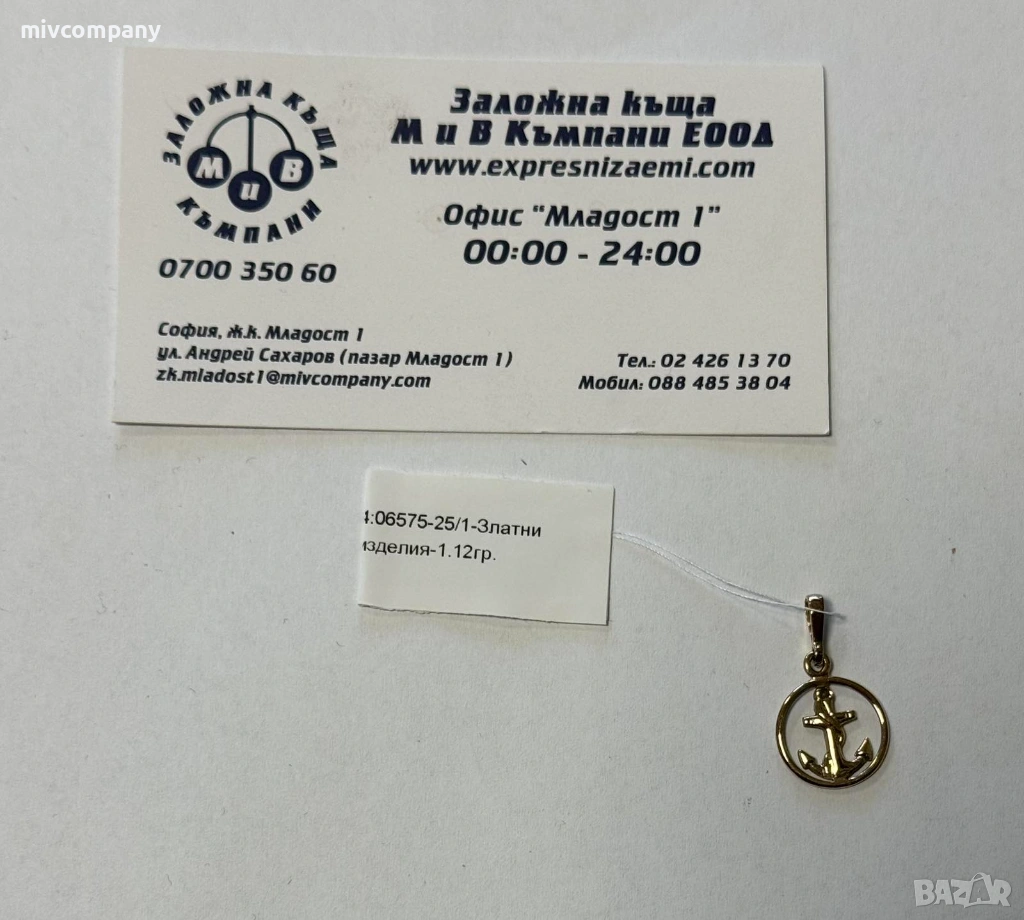 mivcompany
ЗАЛОЖНА КЪЩА
М и В
КЪМПАНИ
0700 350 60
Заложна къща
М и В Къмпани ЕООД
www.expresnizaemi.com
Офис "Младост 1"
00:00 - 24:00
София, ж.к. Младост 1
ул. Андрей Сахаров (пазар Младост 1)
zk.mladost1@mivcompany.com
Тел.: 02 426 13 70
Мобил: 088 485 38 04
4:06575-25/1-Златни
изделия-1.12гр.
BAZAR